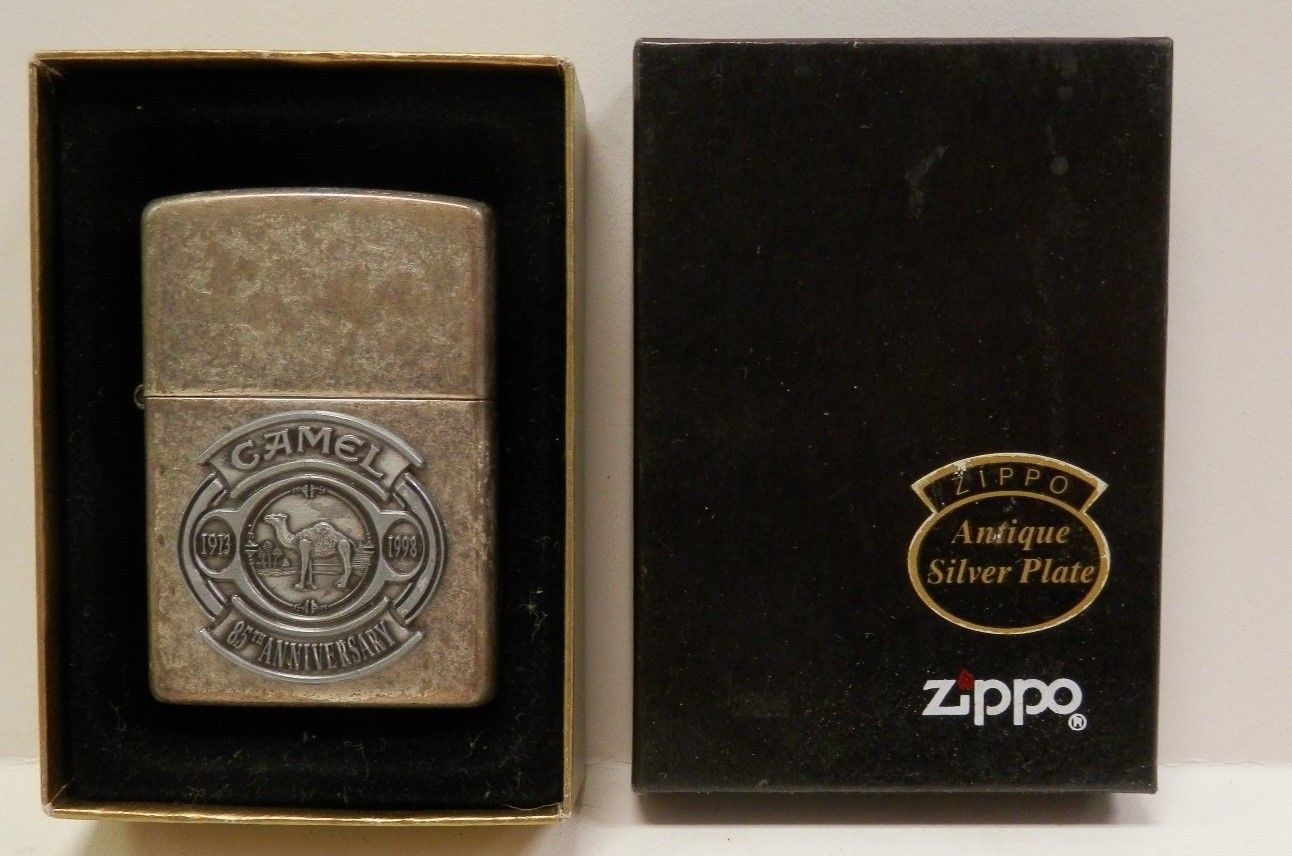 CAMEL
1913 1998
85TH ANNIVERSARY
ZIPPO
Antique
Silver Plate
zippo®